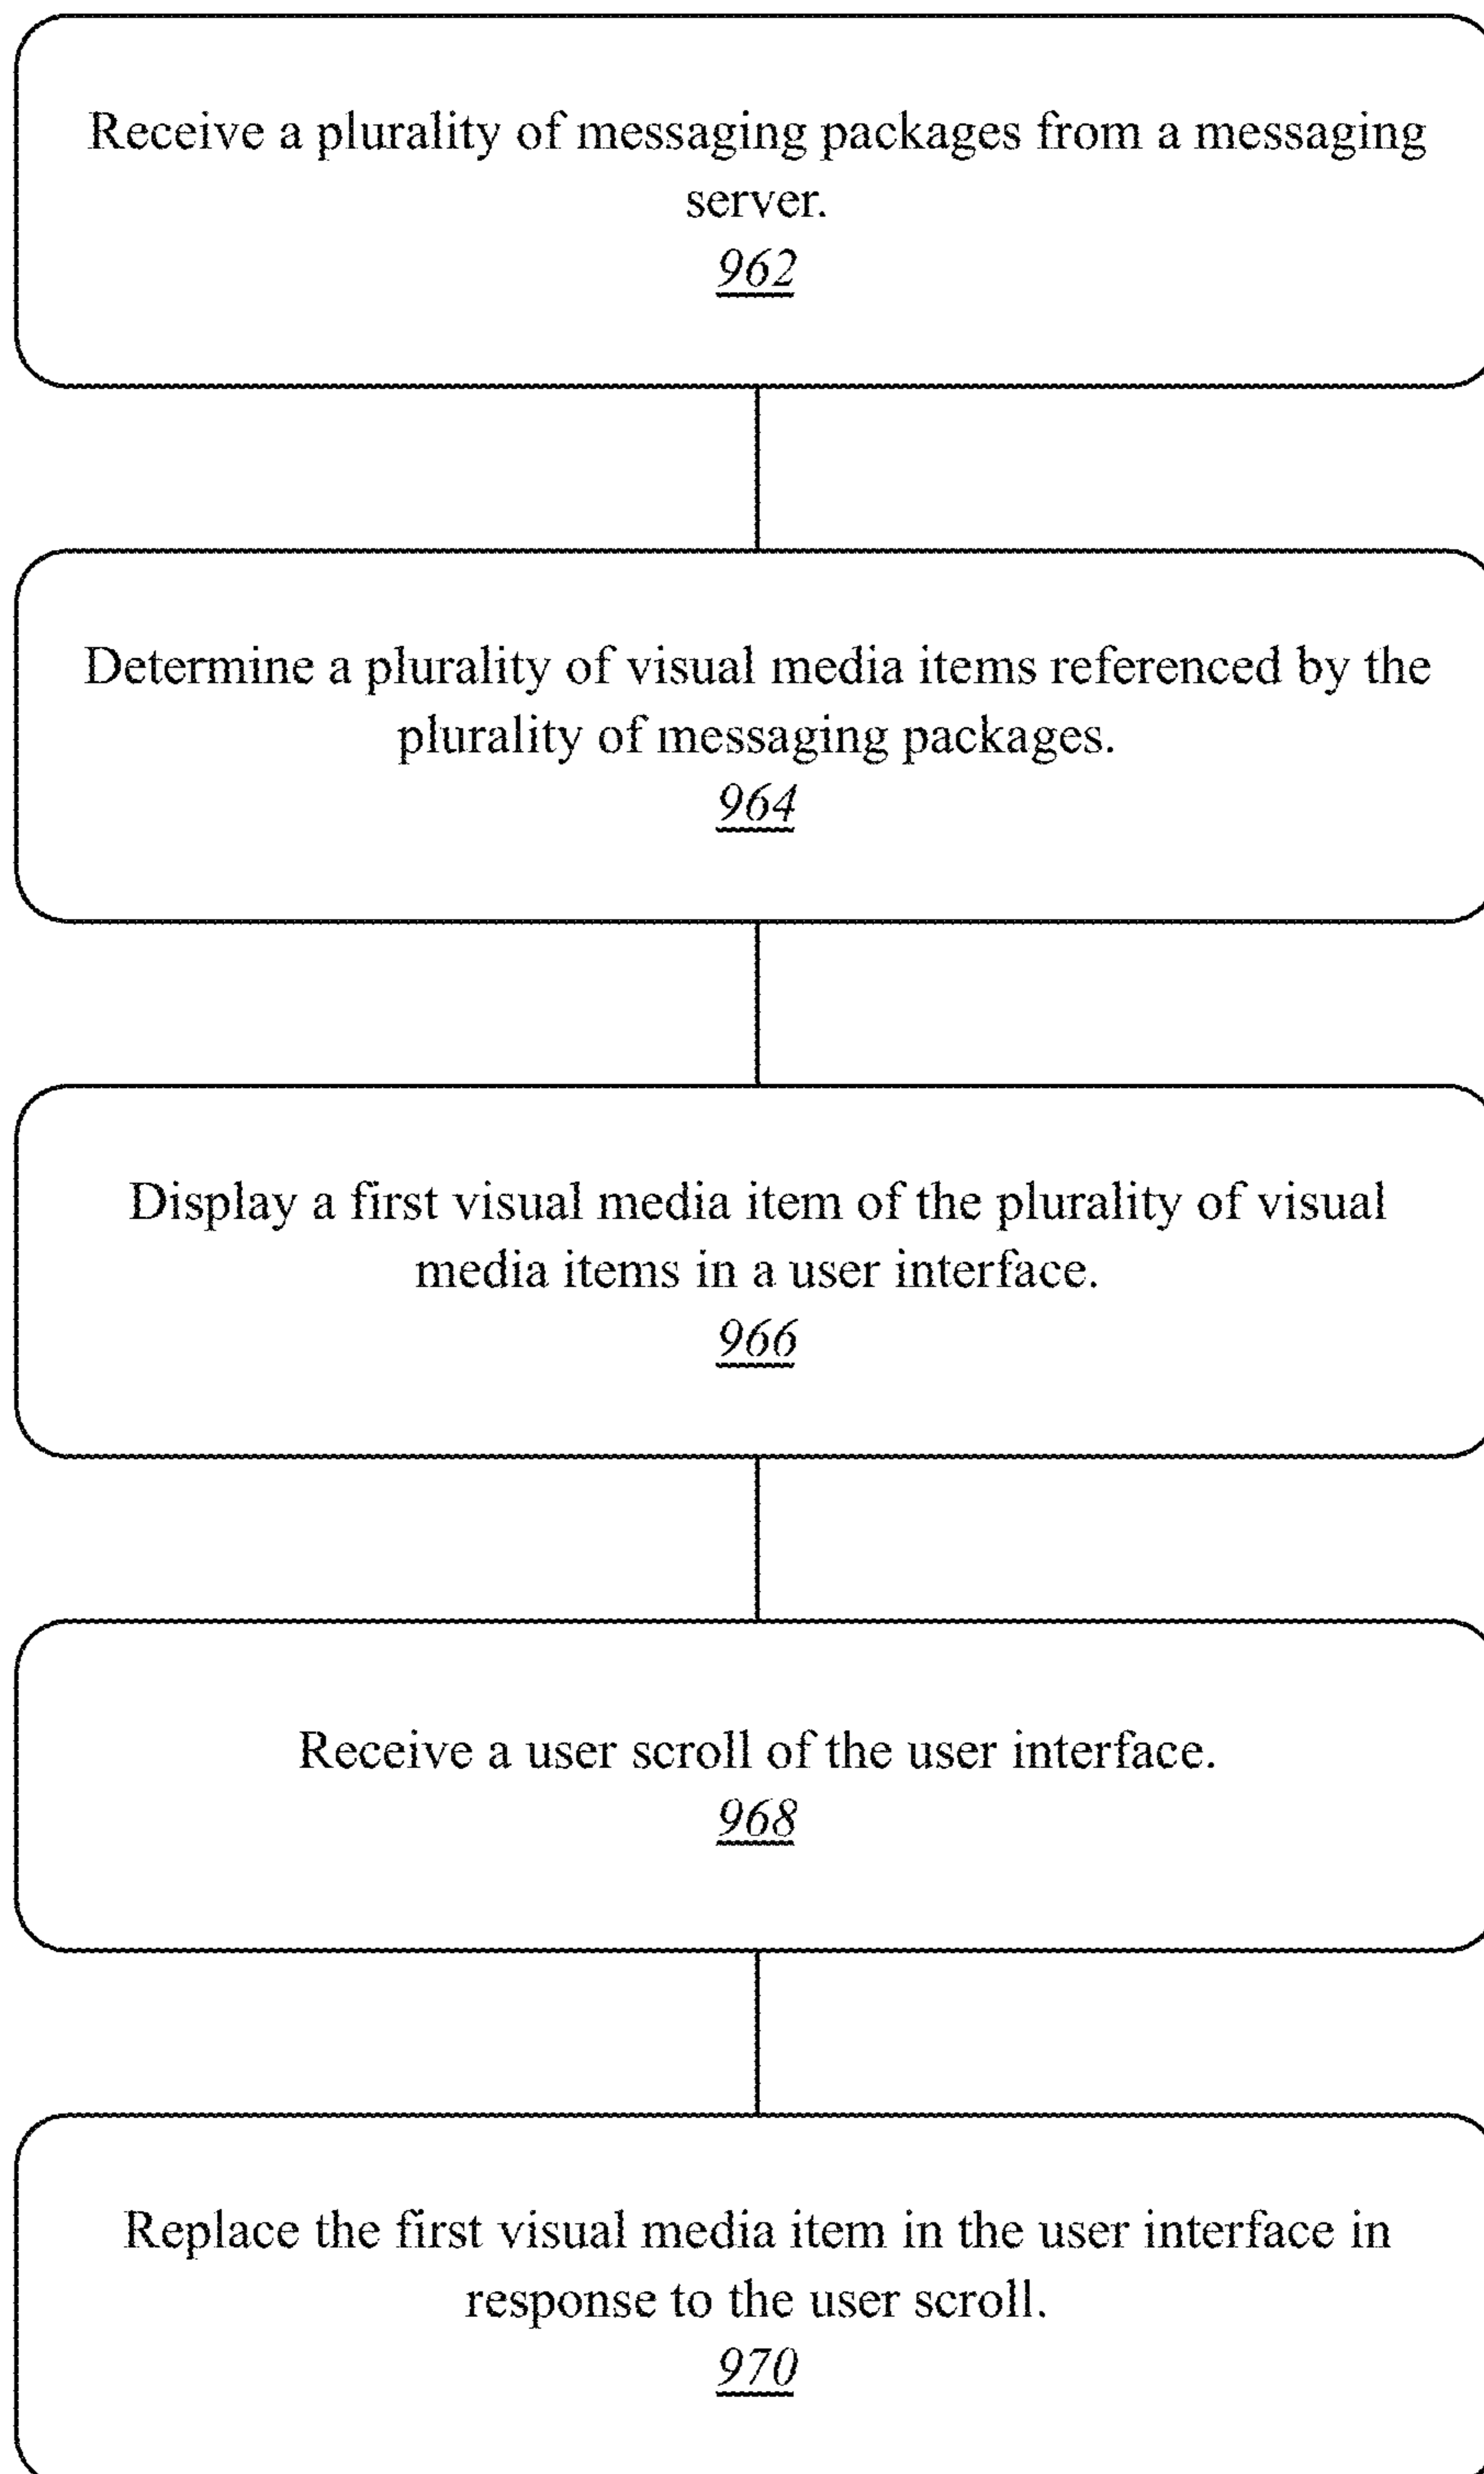 Receive a plurality of messaging packages from a messaging
server.
962
Determine a plurality of visual media items referenced by the
plurality of messaging packages.
964
Display a first visual media item of the plurality of visual
media items in a user interface.
966
Receive a user scroll of the user interface.
968
Replace the first visual media item in the user interface in
response to the user scroll.
970